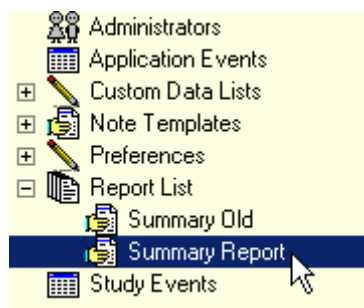 Administrators
Application Events
Custom Data Lists
Note Templates
Preferences
Report List
Summary Old
Summary Report
Study Events